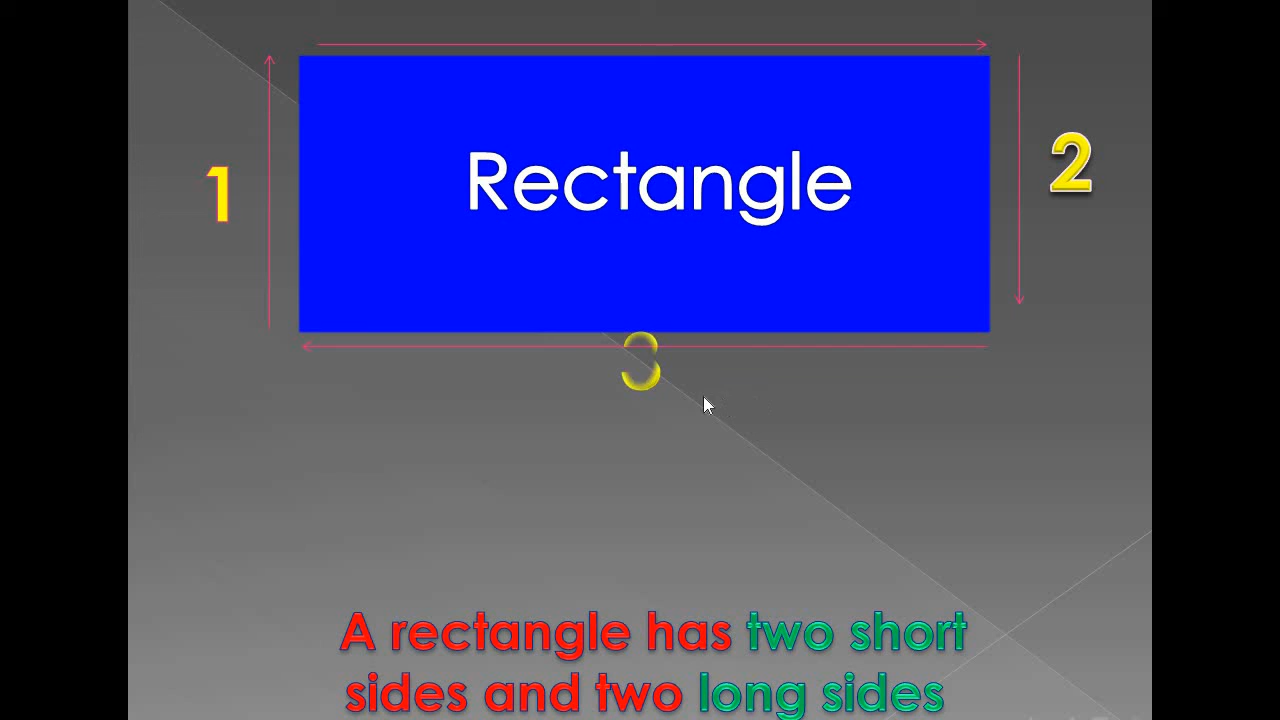 Rectangle
1
2
3
A rectangle has two short
sides and two long sides